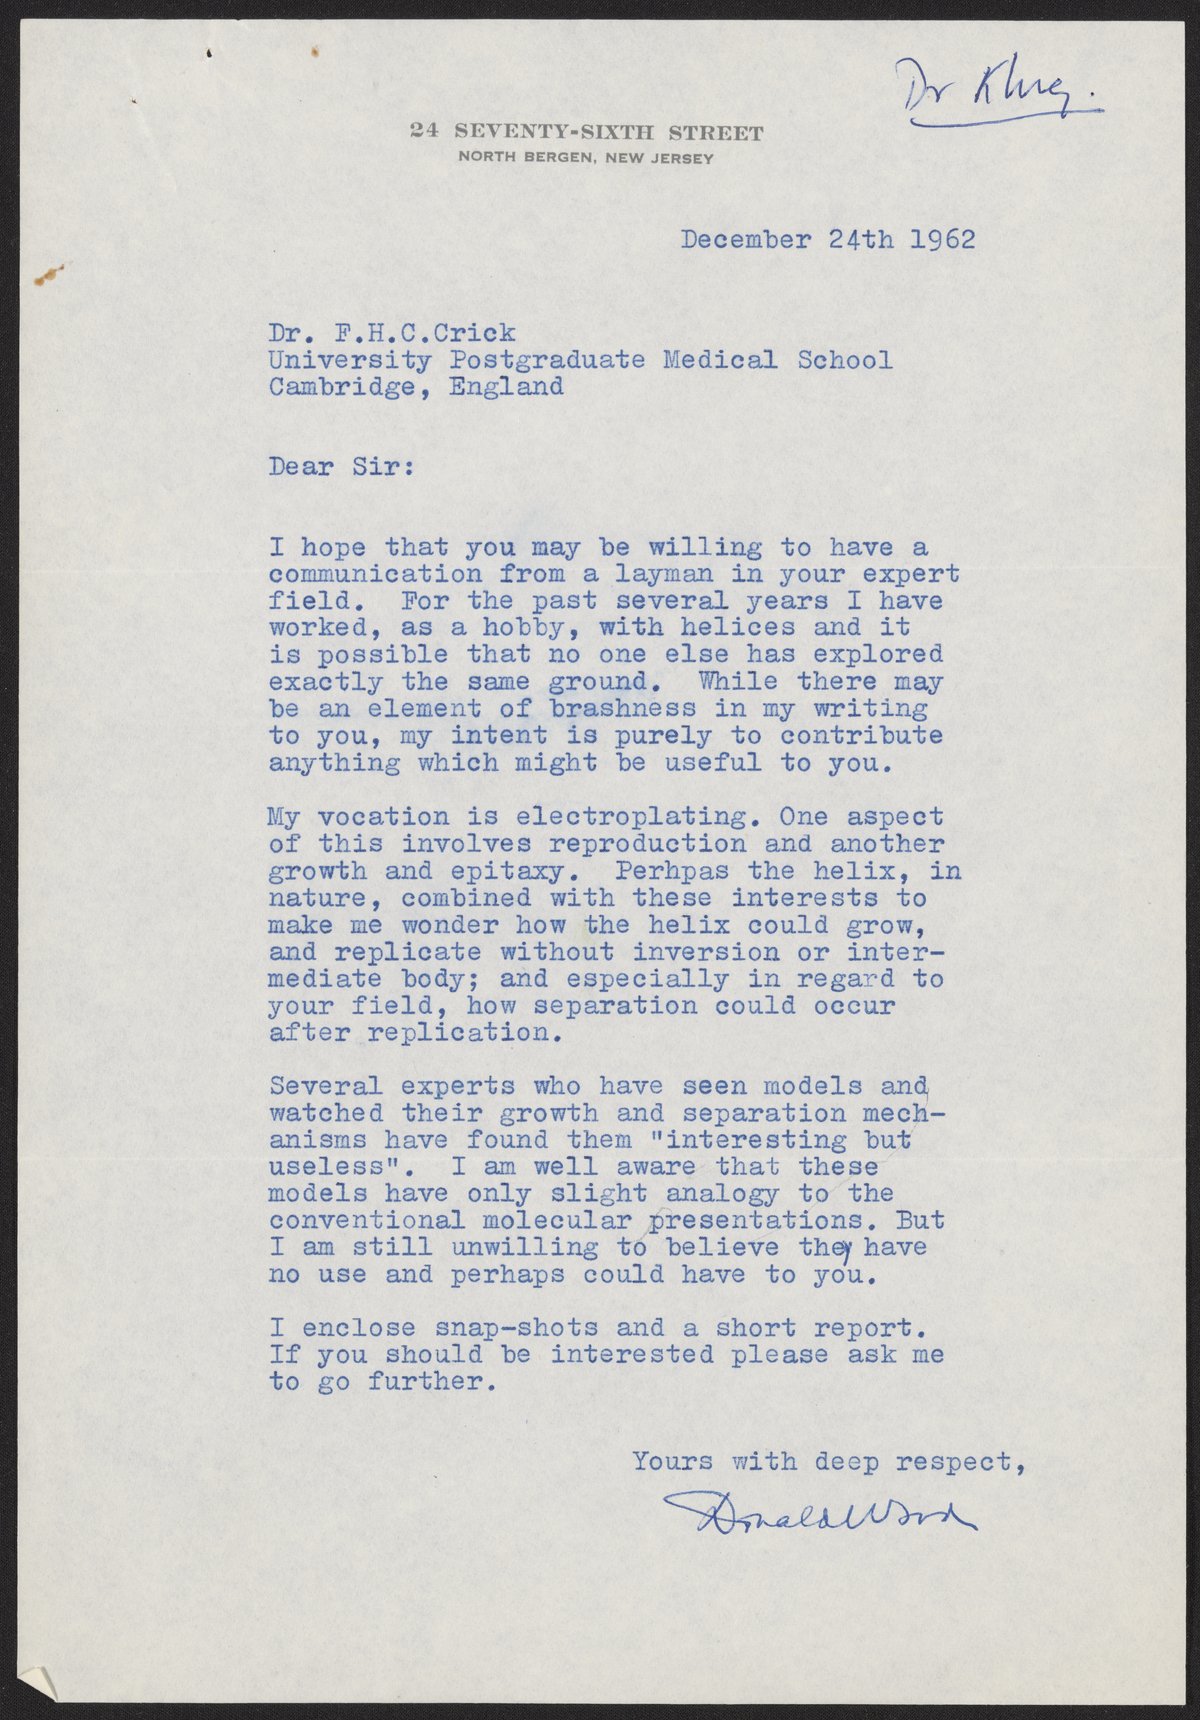 Dr Klug.
24 SEVENTY-SIXTH STREET
NORTH BERGEN, NEW JERSEY
December 24th 1962
Dr. F.H.C.Crick
University Postgraduate Medical School
Cambridge, England
Dear Sir:
I hope that you may be willing to have a
communication from a layman in your expert
field.  For the past several years I have
worked, as a hobby, with helices and it
is possible that no one else has explored
exactly the same ground.  While there may
be an element of brashness in my writing
to you, my intent is purely to contribute
anything which might be useful to you.
My vocation is electroplating. One aspect
of this involves reproduction and another
growth and epitaxy.  Perhpas the helix, in
nature, combined with these interests to
make me wonder how the helix could grow,
and replicate without inversion or inter-
mediate body; and especially in regard to
your field, how separation could occur
after replication.
Several experts who have seen models and
watched their growth and separation mech-
anisms have found them "interesting but
useless".  I am well aware that these
models have only slight analogy to the
conventional molecular presentations. But
I am still unwilling to believe they have
no use and perhaps could have to you.
I enclose snap-shots and a short report.
If you should be interested please ask me
to go further.
Yours with deep respect,
Donald Wood